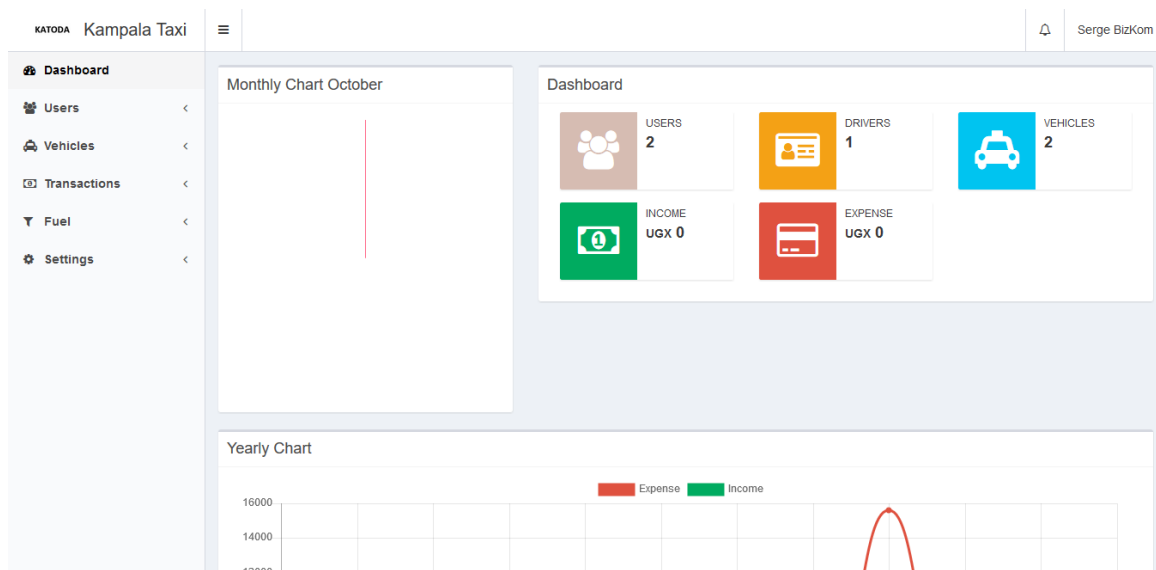 KATODA Kampala Taxi
Serge BizKom
Dashboard
Users
Vehicles
Transactions
Fuel
Settings
Monthly Chart October
Dashboard
USERS
2
DRIVERS
1
VEHICLES
2
INCOME
UGX 0
EXPENSE
UGX 0
Yearly Chart
Expense Income
16000
14000